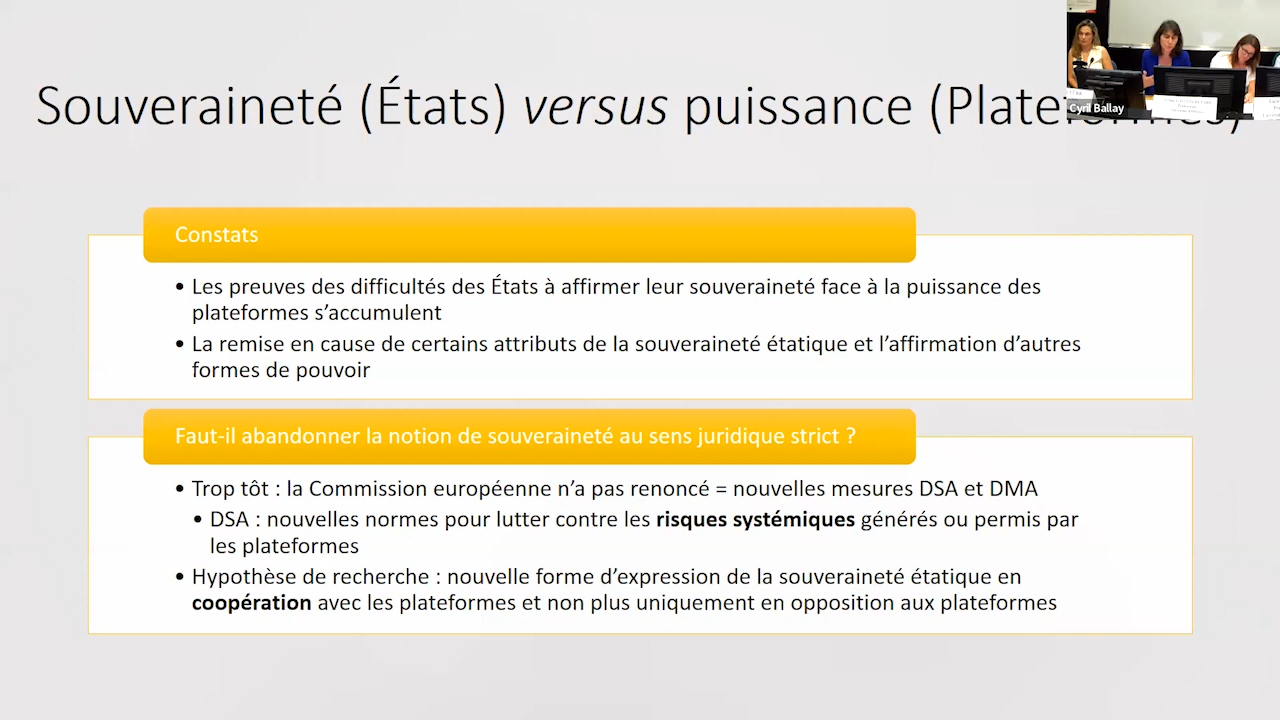 Souveraineté (États) versus puissance (Plateformes)
Cyril Ballay
Constats
• Les preuves des difficultés des États à affirmer leur souveraineté face à la puissance des
plateformes s’accumulent
• La remise en cause de certains attributs de la souveraineté étatique et l’affirmation d’autres
formes de pouvoir
Faut-il abandonner la notion de souveraineté au sens juridique strict ?
• Trop tôt : la Commission européenne n’a pas renoncé = nouvelles mesures DSA et DMA
• DSA : nouvelles normes pour lutter contre les risques systémiques générés ou permis par
les plateformes
• Hypothèse de recherche : nouvelle forme d’expression de la souveraineté étatique en
coopération avec les plateformes et non plus uniquement en opposition aux plateformes